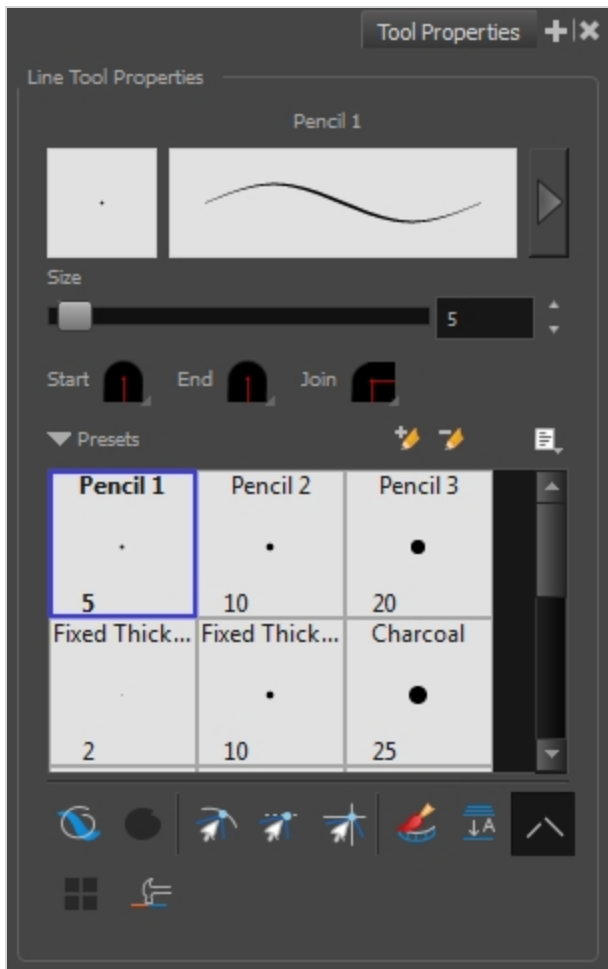 Tool Properties
Line Tool Properties
Pencil 1
Size
5
Start End Join
Presets
Pencil 1 Pencil 2 Pencil 3
5 10 20
Fixed Thick... Fixed Thick... Charcoal
2 10 25
A